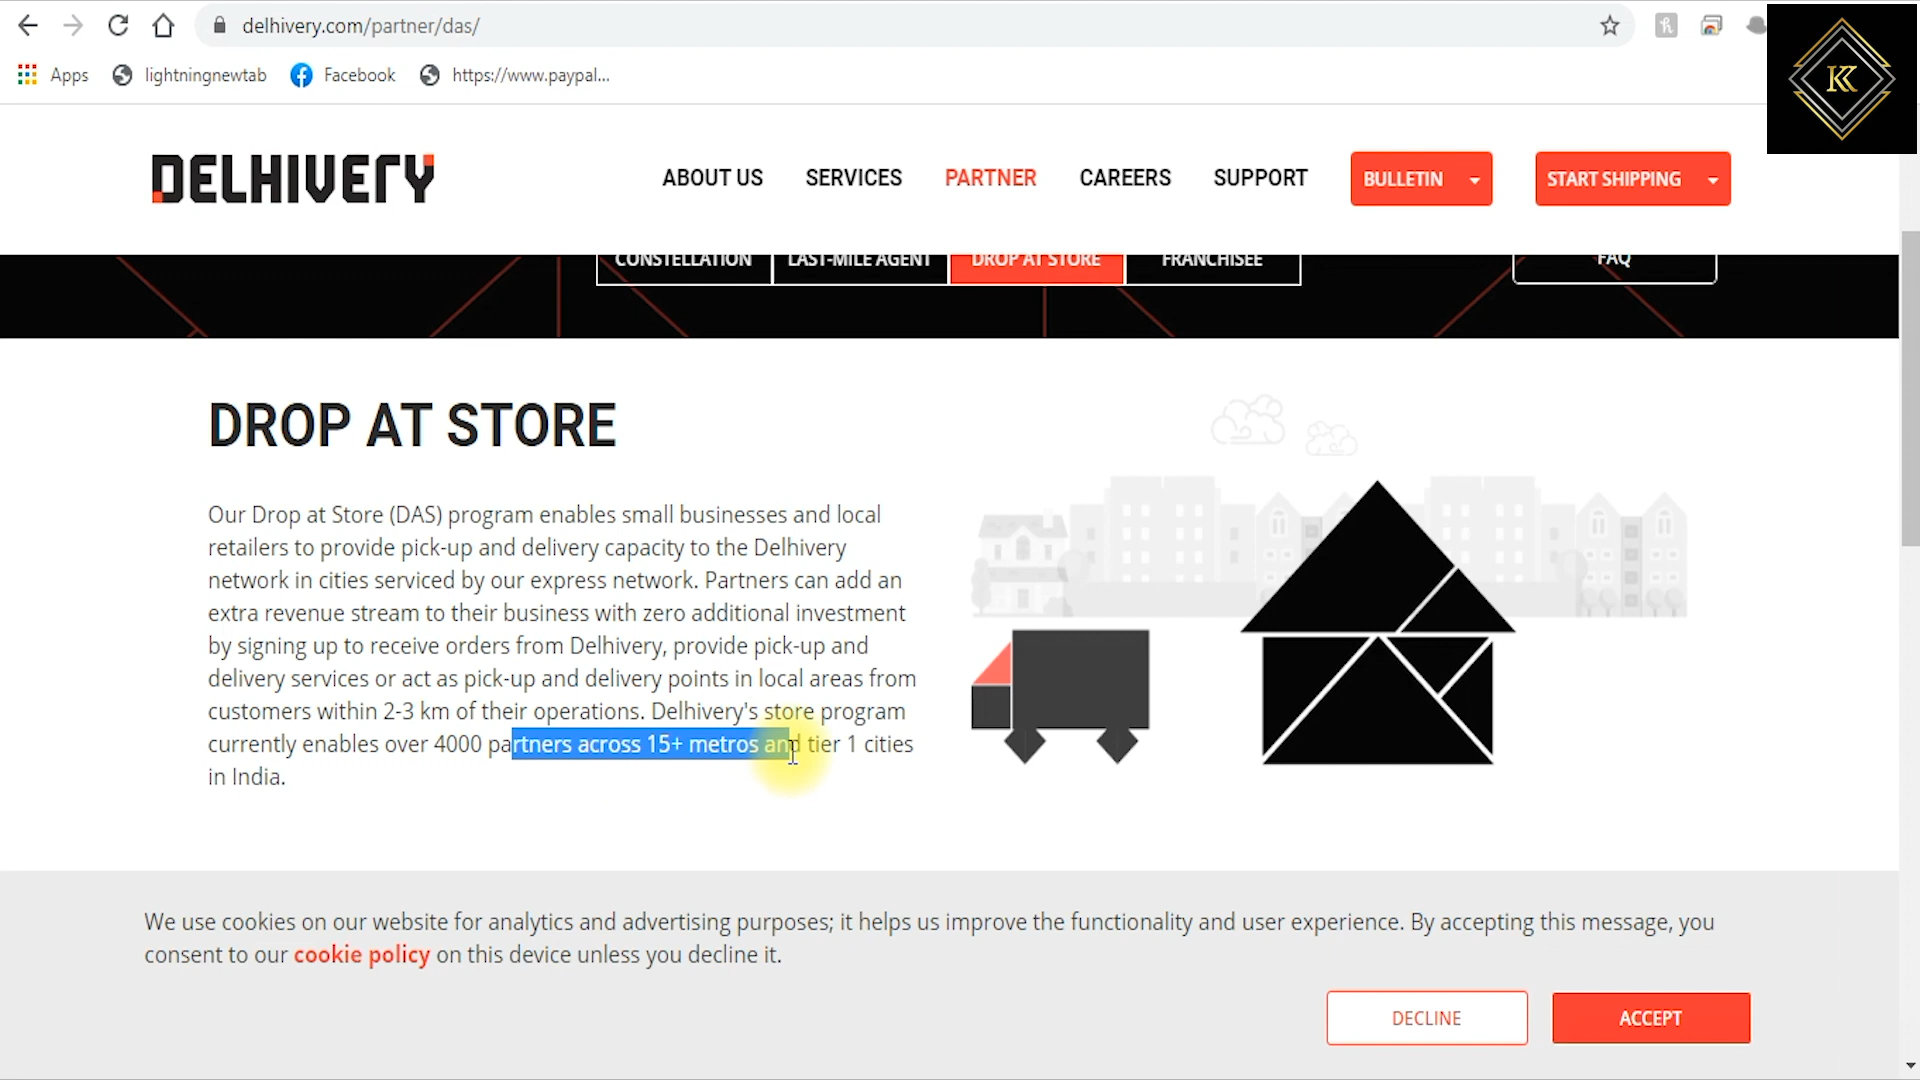 delhivery.com/partner/das/
Apps lightningnewtab Facebook https://www.paypal...
KK
DELHIVERY
ABOUT US SERVICES PARTNER CAREERS SUPPORT BULLETIN START SHIPPING
CONSTELLATION LAST-MILE AGENT DROP AT STORE FRANCHISEE FAQ
DROP AT STORE
Our Drop at Store (DAS) program enables small businesses and local
retailers to provide pick-up and delivery capacity to the Delhivery
network in cities serviced by our express network. Partners can add an
extra revenue stream to their business with zero additional investment
by signing up to receive orders from Delhivery, provide pick-up and
delivery services or act as pick-up and delivery points in local areas from
customers within 2-3 km of their operations. Delhivery's store program
currently enables over 4000 partners across 15+ metros and tier 1 cities
in India.
We use cookies on our website for analytics and advertising purposes; it helps us improve the functionality and user experience. By accepting this message, you
consent to our cookie policy on this device unless you decline it.
DECLINE ACCEPT